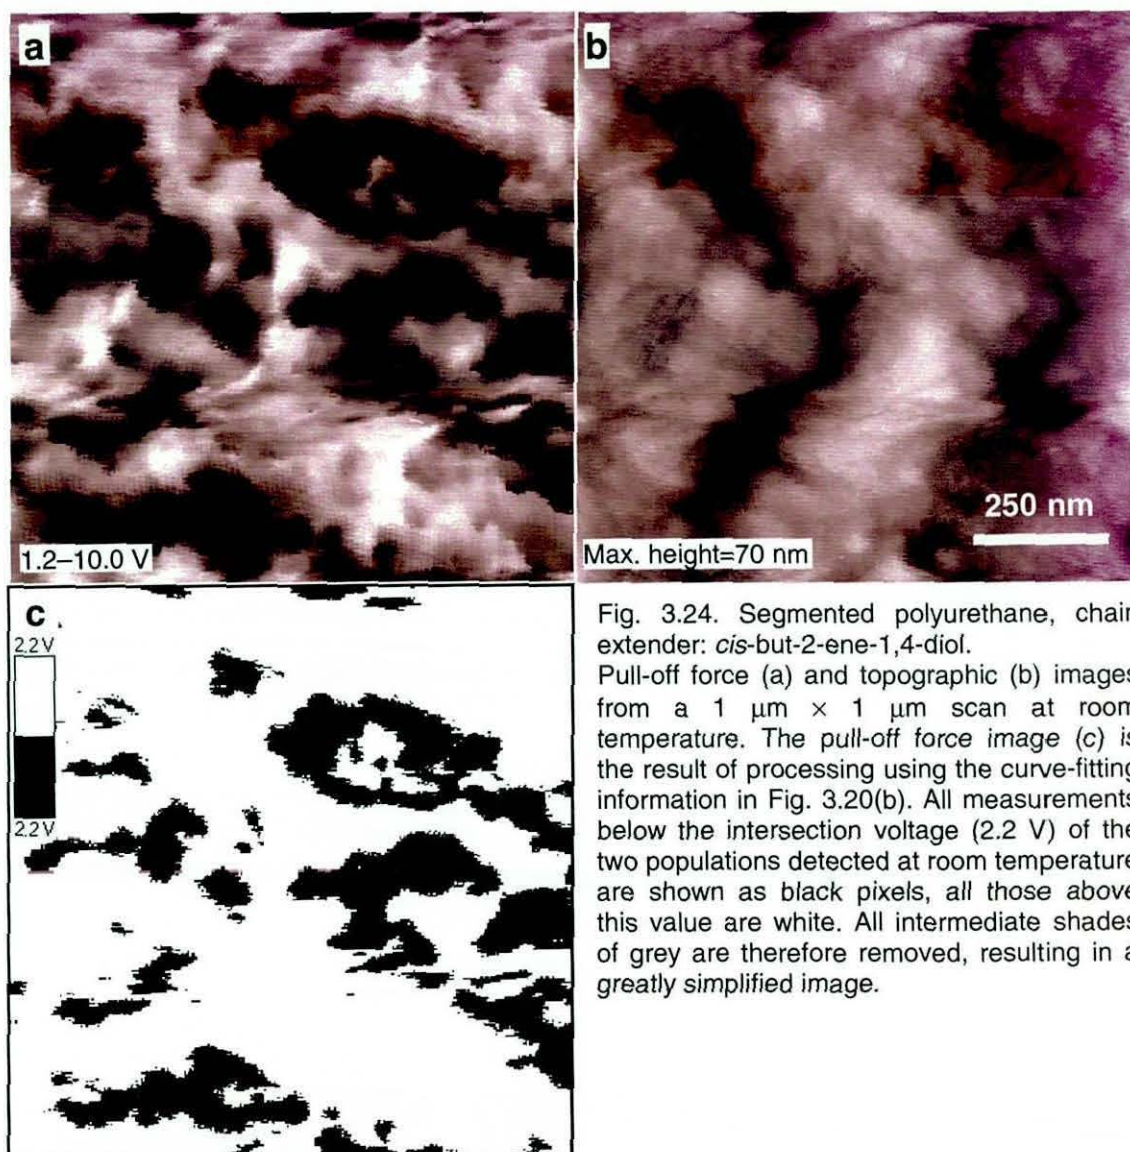 a
b
1.2–10.0 V
Max. height=70 nm
250 nm
c
2.2 V
2.2 V
Fig. 3.24. Segmented polyurethane, chain
extender: cis-but-2-ene-1,4-diol.
Pull-off force (a) and topographic (b) images
from a 1 μm × 1 μm scan at room
temperature. The pull-off force image (c) is
the result of processing using the curve-fitting
information in Fig. 3.20(b). All measurements
below the intersection voltage (2.2 V) of the
two populations detected at room temperature
are shown as black pixels, all those above
this value are white. All intermediate shades
of grey are therefore removed, resulting in a
greatly simplified image.